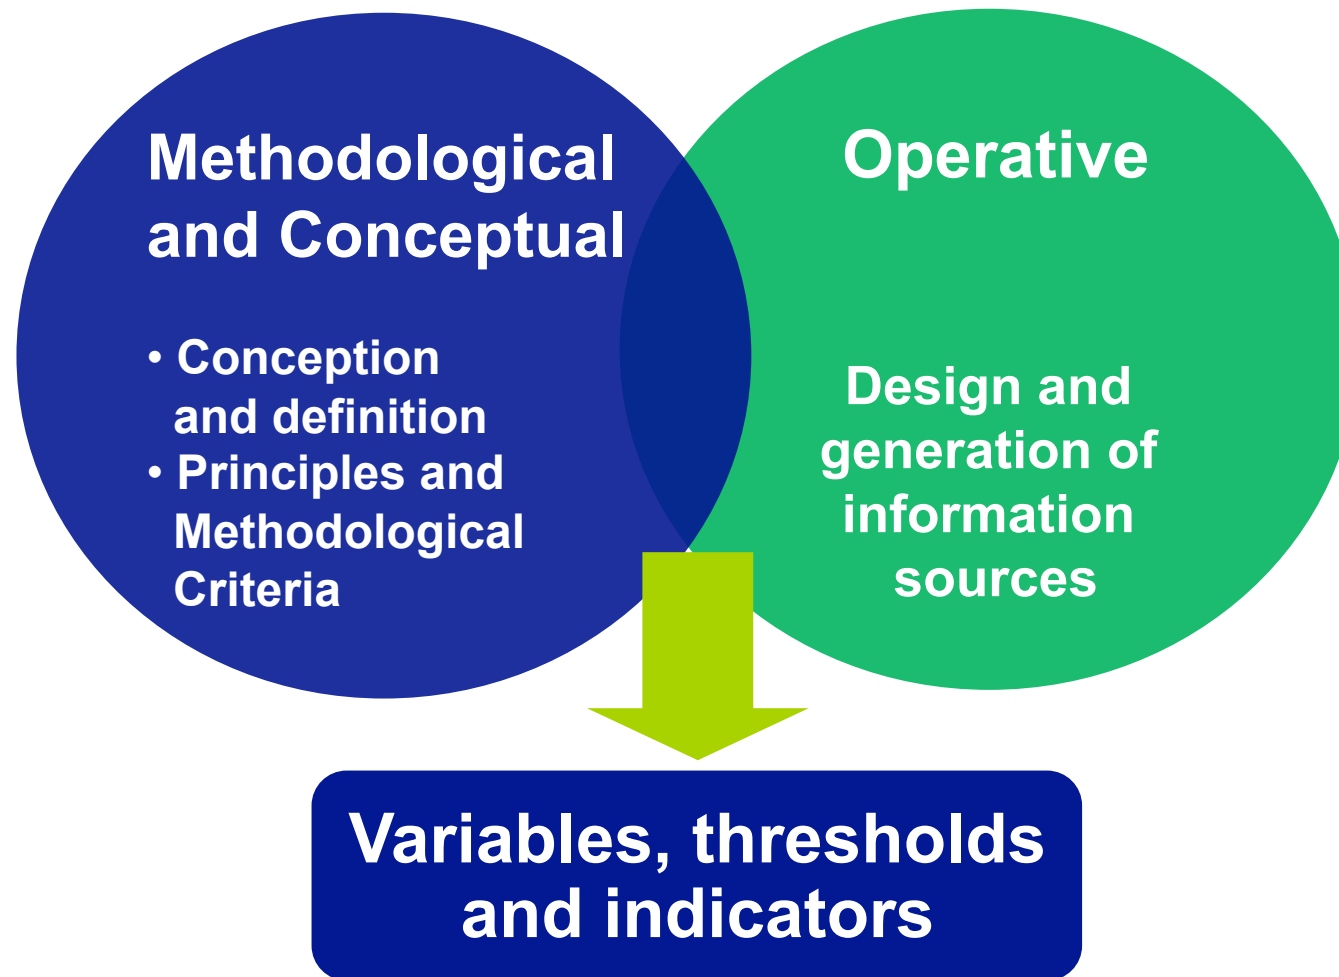 Methodological
and Conceptual
• Conception
and definition
• Principles and
Methodological
Criteria
Operative
Design and
generation of
information
sources
Variables, thresholds
and indicators